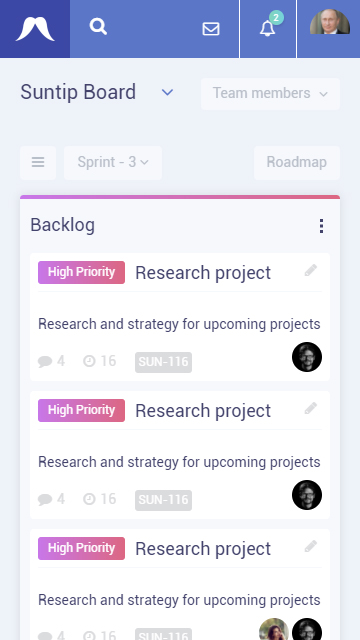 2
Suntip Board
Team members
Sprint - 3
Roadmap
Backlog
High Priority Research project
Research and strategy for upcoming projects
4 16 SUN-116
High Priority Research project
Research and strategy for upcoming projects
4 16 SUN-116
High Priority Research project
Research and strategy for upcoming projects
4 16 SUN-116